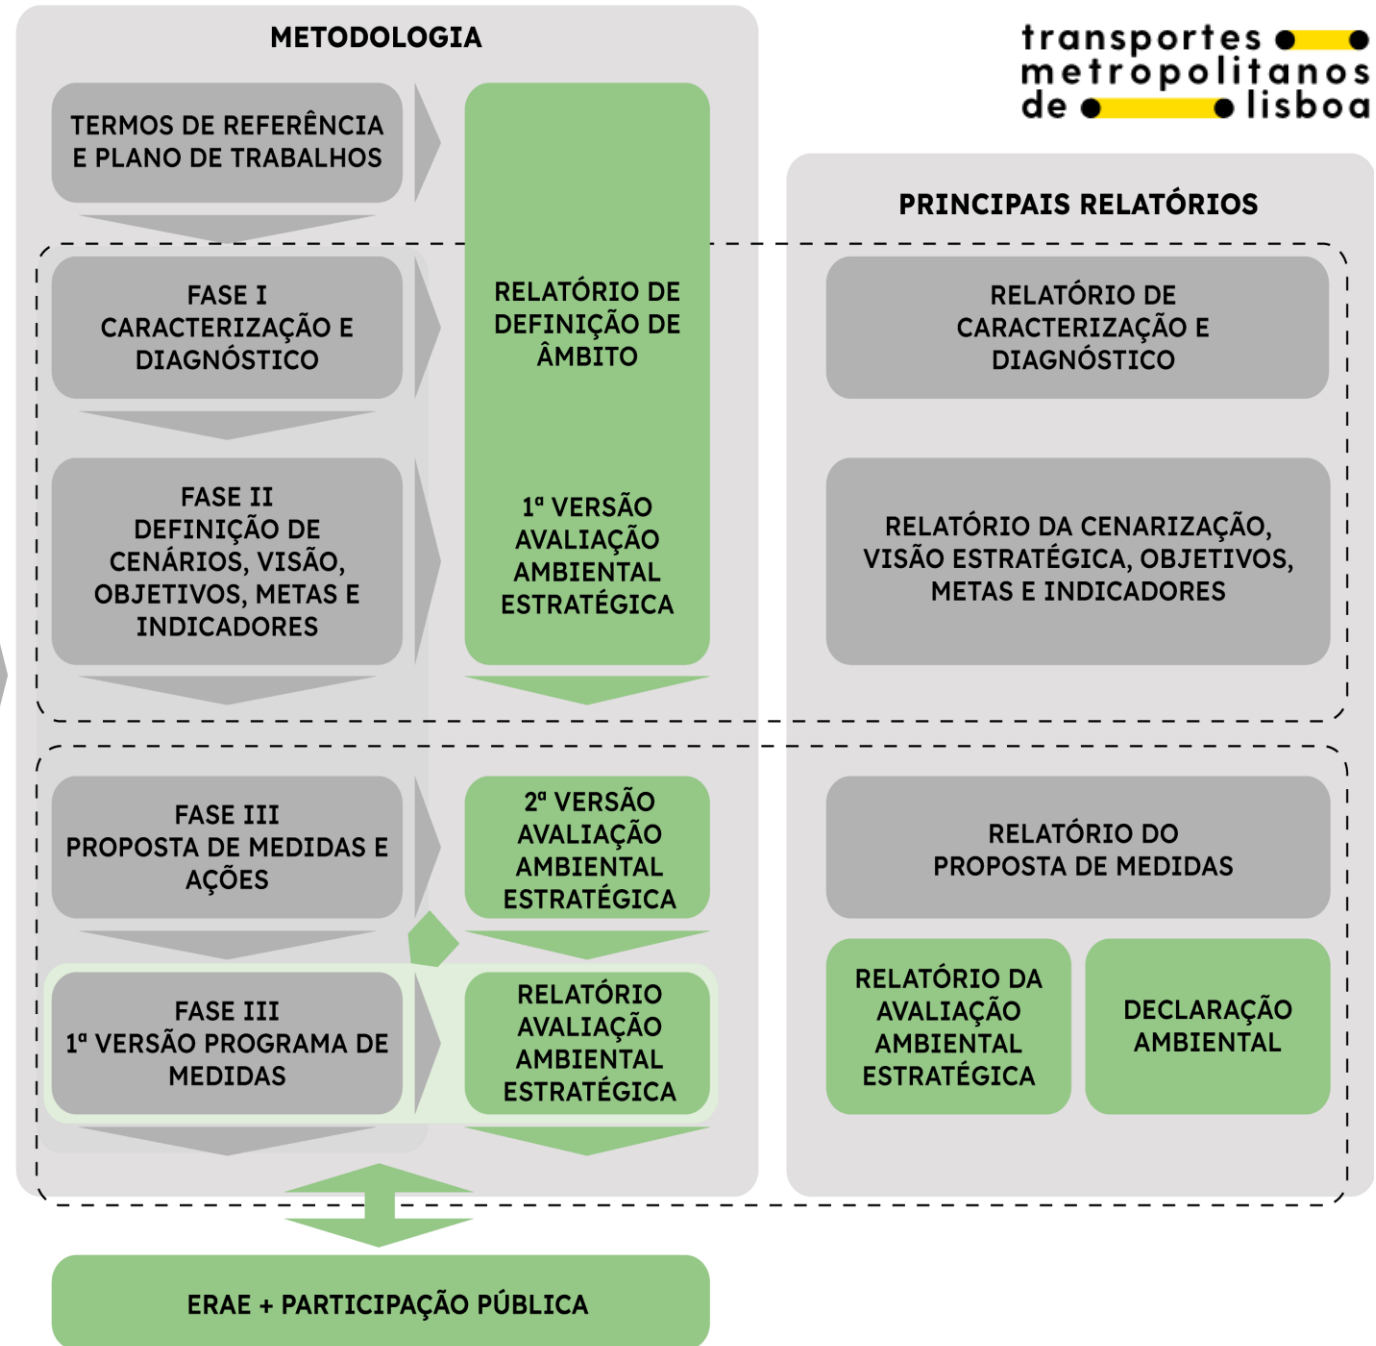 METODOLOGIA
transportes
metropolitanos
de lisboa
TERMOS DE REFERÊNCIA
E PLANO DE TRABALHOS
PRINCIPAIS RELATÓRIOS
FASE I
CARACTERIZAÇÃO E
DIAGNÓSTICO
RELATÓRIO DE
DEFINIÇÃO DE
ÂMBITO
RELATÓRIO DE
CARACTERIZAÇÃO E
DIAGNÓSTICO
FASE II
DEFINIÇÃO DE
CENÁRIOS, VISÃO,
OBJETIVOS, METAS E
INDICADORES
1ª VERSÃO
AVALIAÇÃO
AMBIENTAL
ESTRATÉGICA
RELATÓRIO DA CENARIZAÇÃO,
VISÃO ESTRATÉGICA, OBJETIVOS,
METAS E INDICADORES
FASE III
PROPOSTA DE MEDIDAS E
AÇÕES
2ª VERSÃO
AVALIAÇÃO
AMBIENTAL
ESTRATÉGICA
RELATÓRIO DO
PROPOSTA DE MEDIDAS
FASE III
1ª VERSÃO PROGRAMA DE
MEDIDAS
RELATÓRIO
AVALIAÇÃO
AMBIENTAL
ESTRATÉGICA
RELATÓRIO DA
AVALIAÇÃO
AMBIENTAL
ESTRATÉGICA
DECLARAÇÃO
AMBIENTAL
ERAE + PARTICIPAÇÃO PÚBLICA